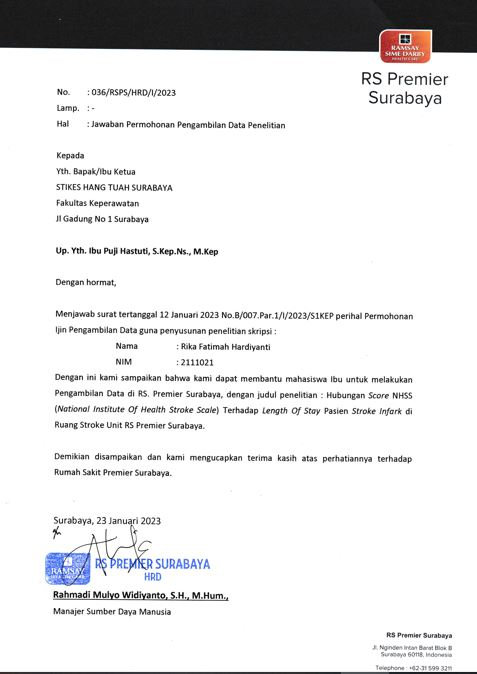 RAMSAY
SIME DARBY
HEALTH CARE
RS Premier
Surabaya
No. : 036/RSPS/HRD/I/2023
Lamp. : -
Hal : Jawaban Permohonan Pengambilan Data Penelitian
Kepada
Yth. Bapak/Ibu Ketua
STIKES HANG TUAH SURABAYA
Fakultas Keperawatan
Jl Gadung No 1 Surabaya
Up. Yth. Ibu Puji Hastuti, S.Kep.Ns., M.Kep
Dengan hormat,
Menjawab surat tertanggal 12 Januari 2023 No.B/007.Par.1/I/2023/S1KEP perihal Permohonan
Ijin Pengambilan Data guna penyusunan penelitian skripsi :
Nama : Rika Fatimah Hardiyanti
NIM : 2111021
Dengan ini kami sampaikan bahwa kami dapat membantu mahasiswa Ibu untuk melakukan
Pengambilan Data di RS. Premier Surabaya, dengan judul penelitian : Hubungan Score NHSS
(National Institute Of Health Stroke Scale) Terhadap Length Of Stay Pasien Stroke Infark di
Ruang Stroke Unit RS Premier Surabaya.
Demikian disampaikan dan kami mengucapkan terima kasih atas perhatiannya terhadap
Rumah Sakit Premier Surabaya.
Surabaya, 23 Januari 2023
RAMSAY
RS PREMIER SURABAYA
HRD
Rahmadi Mulyo Widiyanto, S.H., M.Hum.,
Manajer Sumber Daya Manusia
RS Premier Surabaya
Jl. Nginden Intan Barat Blok B
Surabaya 60118, Indonesia
Telephone : +62-31 599 3211